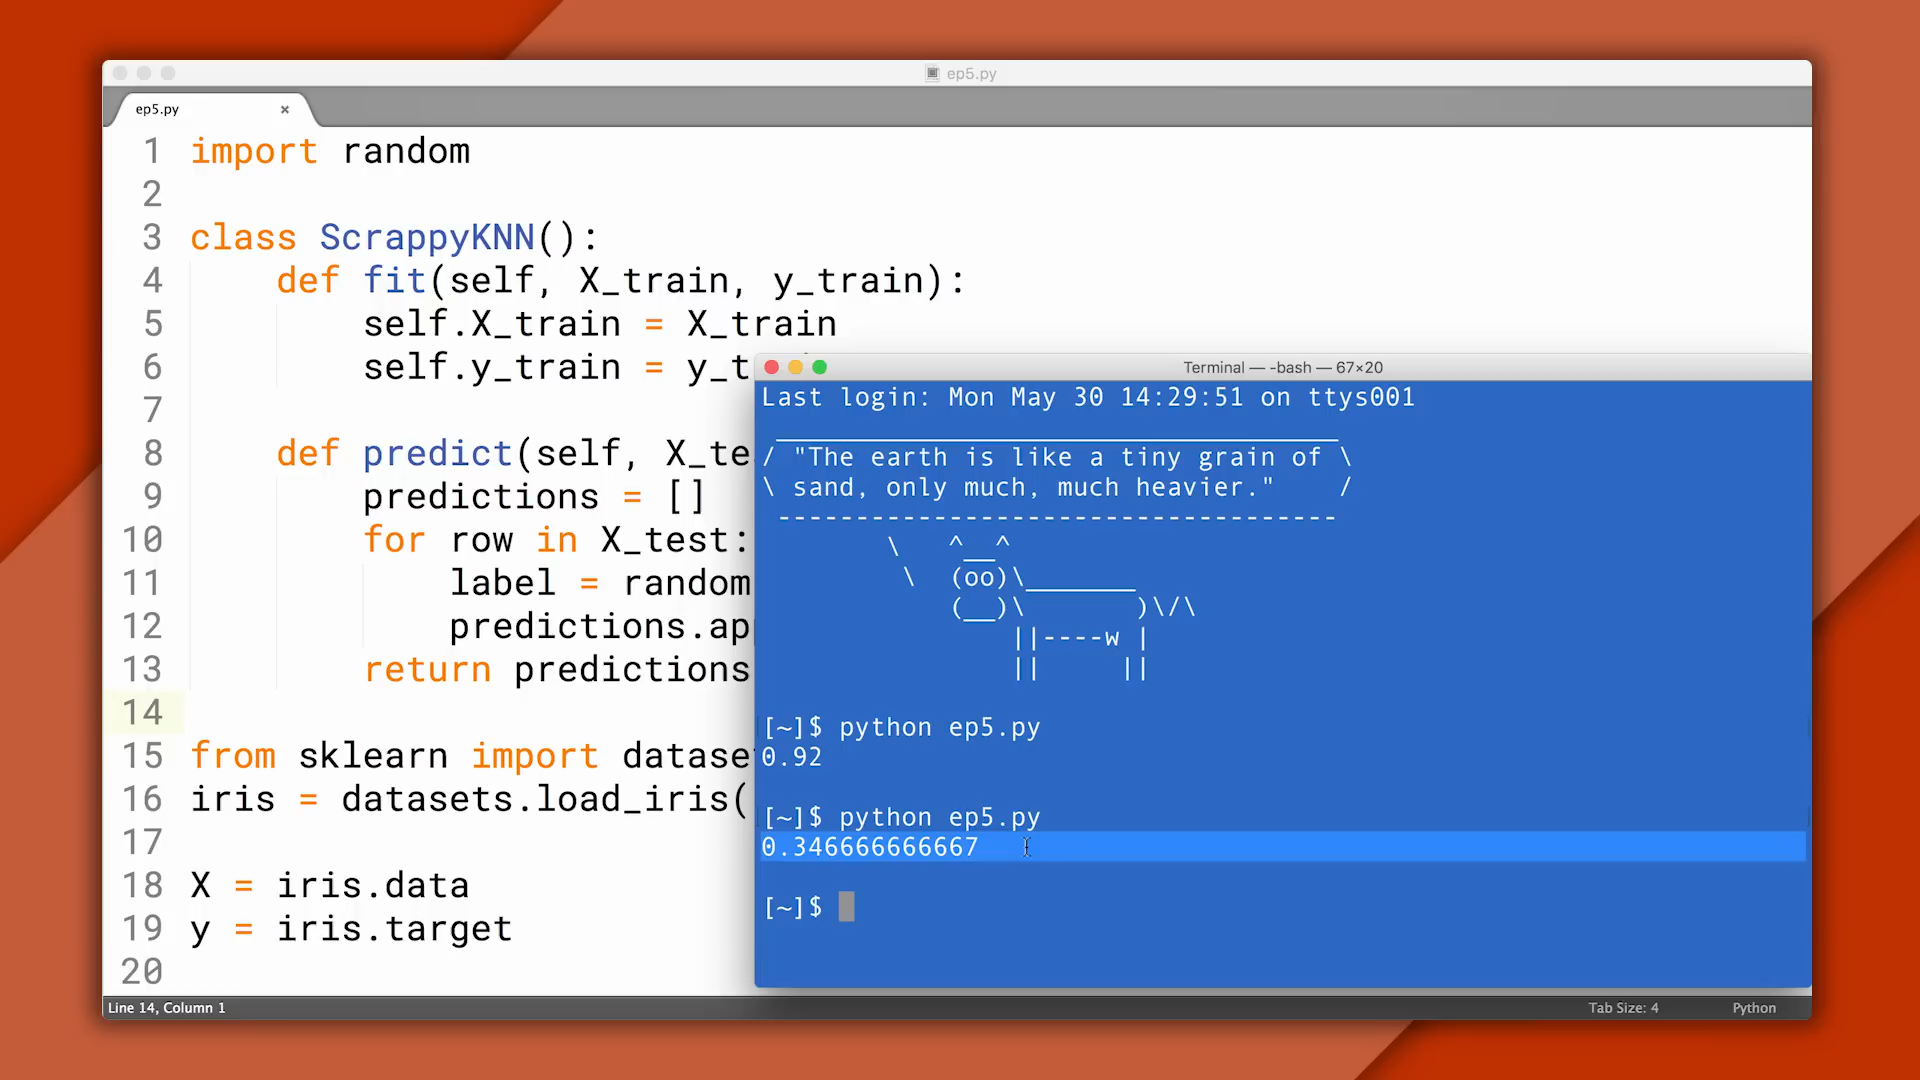 ep5.py
ep5.py ×
1 import random
2
3 class ScrappyKNN():
4 def fit(self, X_train, y_train):
5 self.X_train = X_train
6 self.y_train = y_t
7
8 def predict(self, X_te
9 predictions = []
10 for row in X_test:
11 label = random
12 predictions.ap
13 return predictions
14
15 from sklearn import datase
16 iris = datasets.load_iris(
17
18 X = iris.data
19 y = iris.target
20
Line 14, Column 1
Tab Size: 4
Python
Terminal — -bash — 67×20
Last login: Mon May 30 14:29:51 on ttys001
 ____________________________________
/ "The earth is like a tiny grain of \
\ sand, only much, much heavier."    /
 ------------------------------------
        \   ^__^
         \  (oo)\_______
            (__)\       )\/\
                ||----w |
                ||     ||
[~]$ python ep5.py
0.92
[~]$ python ep5.py
0.346666666667
[~]$